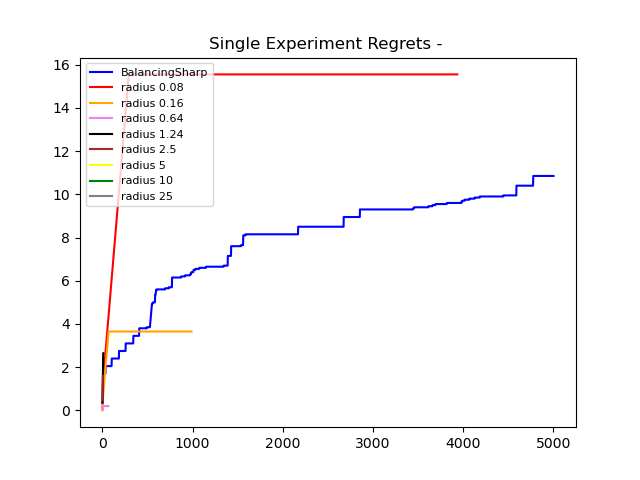 Single Experiment Regrets -
16
14
12
10
8
6
4
2
0
BalancingSharp
radius 0.08
radius 0.16
radius 0.64
radius 1.24
radius 2.5
radius 5
radius 10
radius 25
0 1000 2000 3000 4000 5000